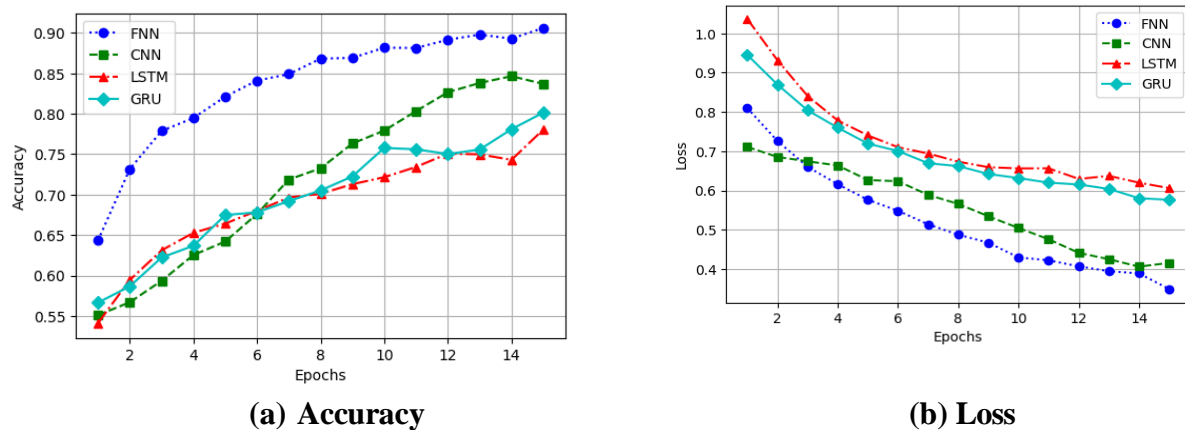 0.90
0.85
0.80
0.75
0.70
0.65
0.60
0.55
Accuracy
FNN
CNN
LSTM
GRU
2 4 6 8 10 12 14
Epochs
(a) Accuracy
1.0
0.9
0.8
0.7
0.6
0.5
0.4
Loss
FNN
CNN
LSTM
GRU
2 4 6 8 10 12 14
Epochs
(b) Loss